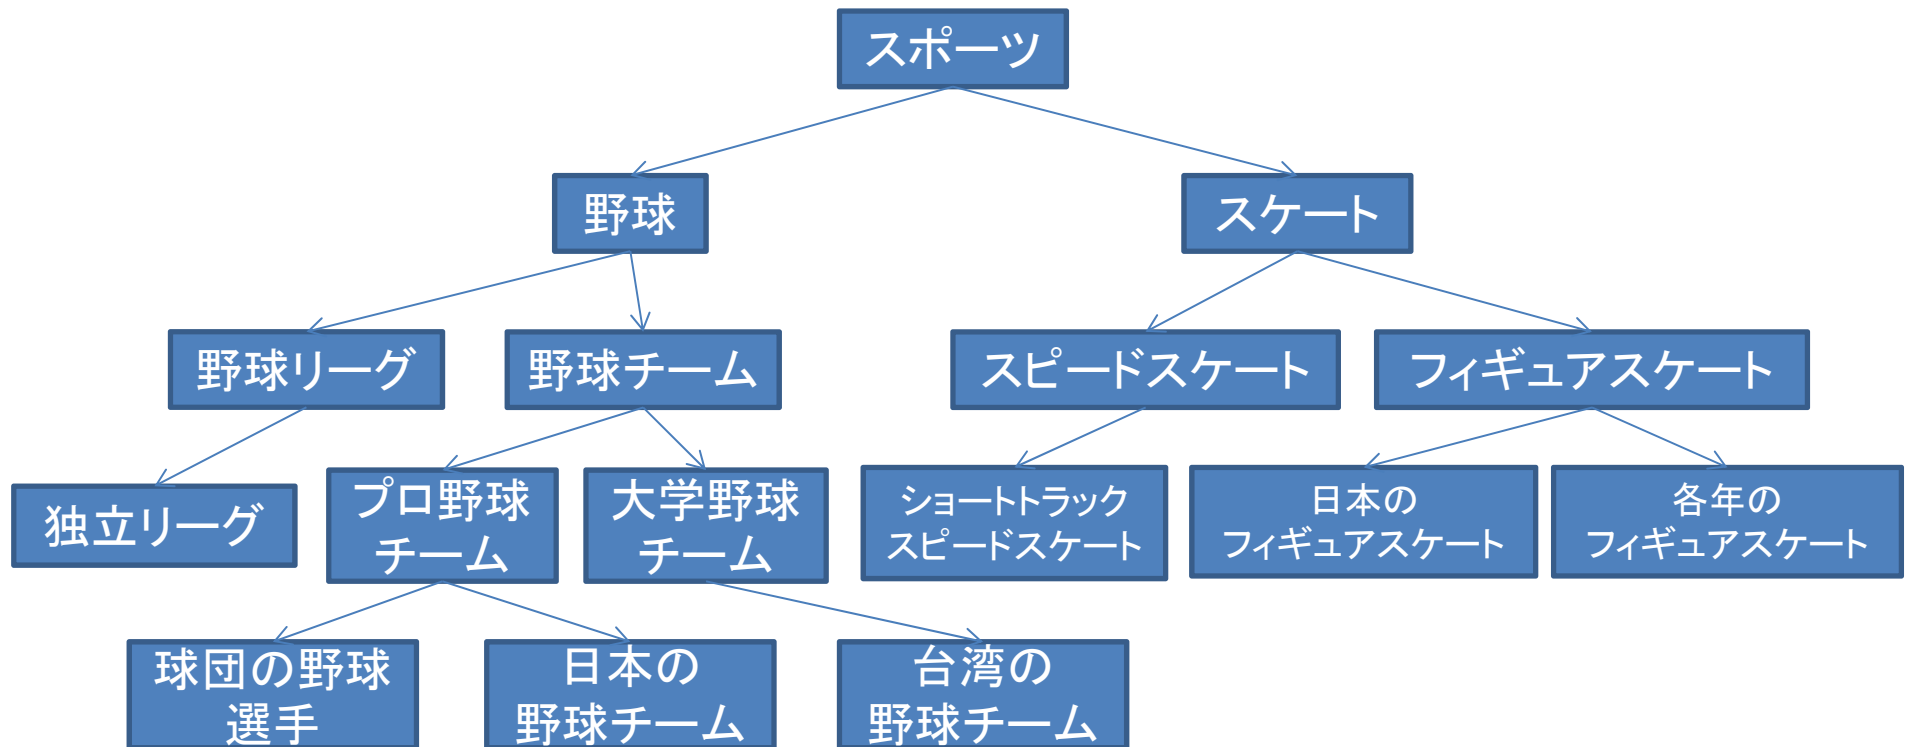 スポーツ
野球
スケート
野球リーグ
野球チーム
スピードスケート
フィギュアスケート
独立リーグ
プロ野球
チーム
大学野球
チーム
ショートトラック
スピードスケート
日本の
フィギュアスケート
各年の
フィギュアスケート
球団の野球
選手
日本の
野球チーム
台湾の
野球チーム